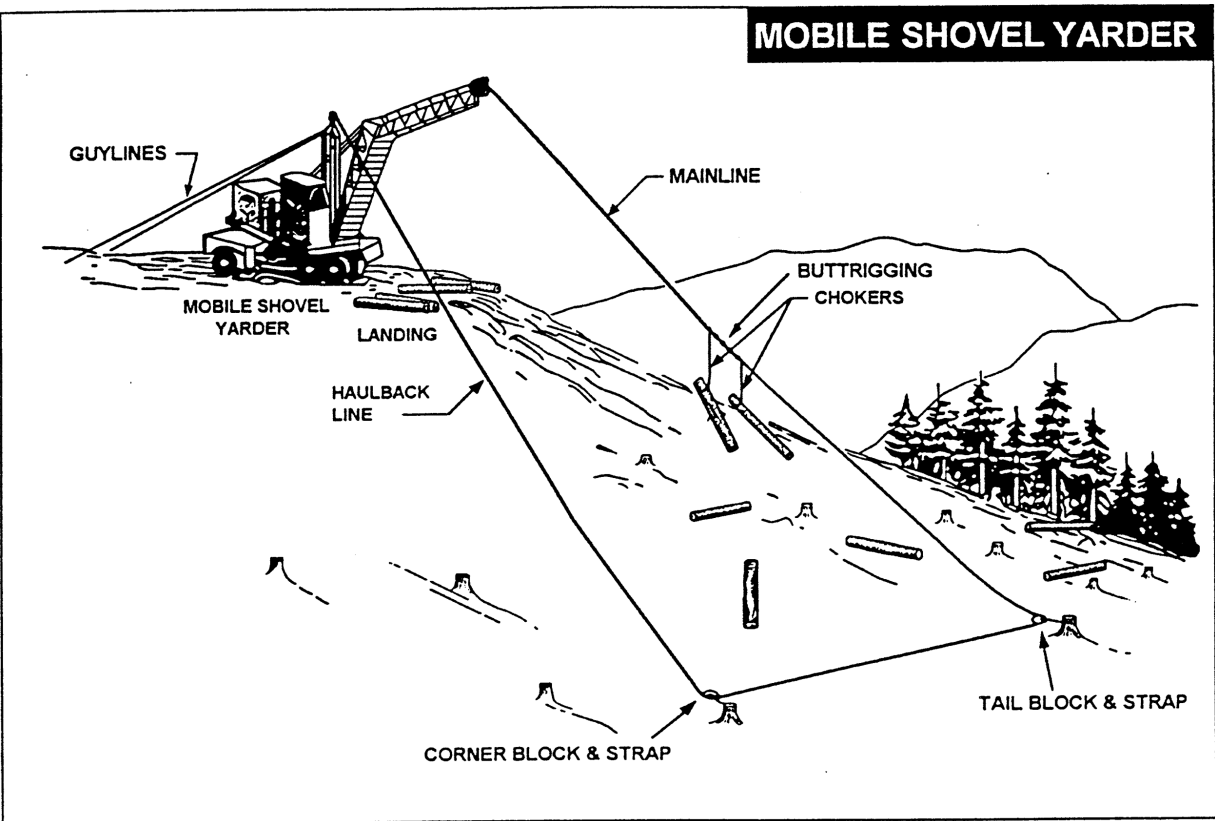 MOBILE SHOVEL YARDER
GUYLINES
MAINLINE
BUTTRIGGING
CHOKERS
MOBILE SHOVEL
YARDER
LANDING
HAULBACK
LINE
TAIL BLOCK & STRAP
CORNER BLOCK & STRAP